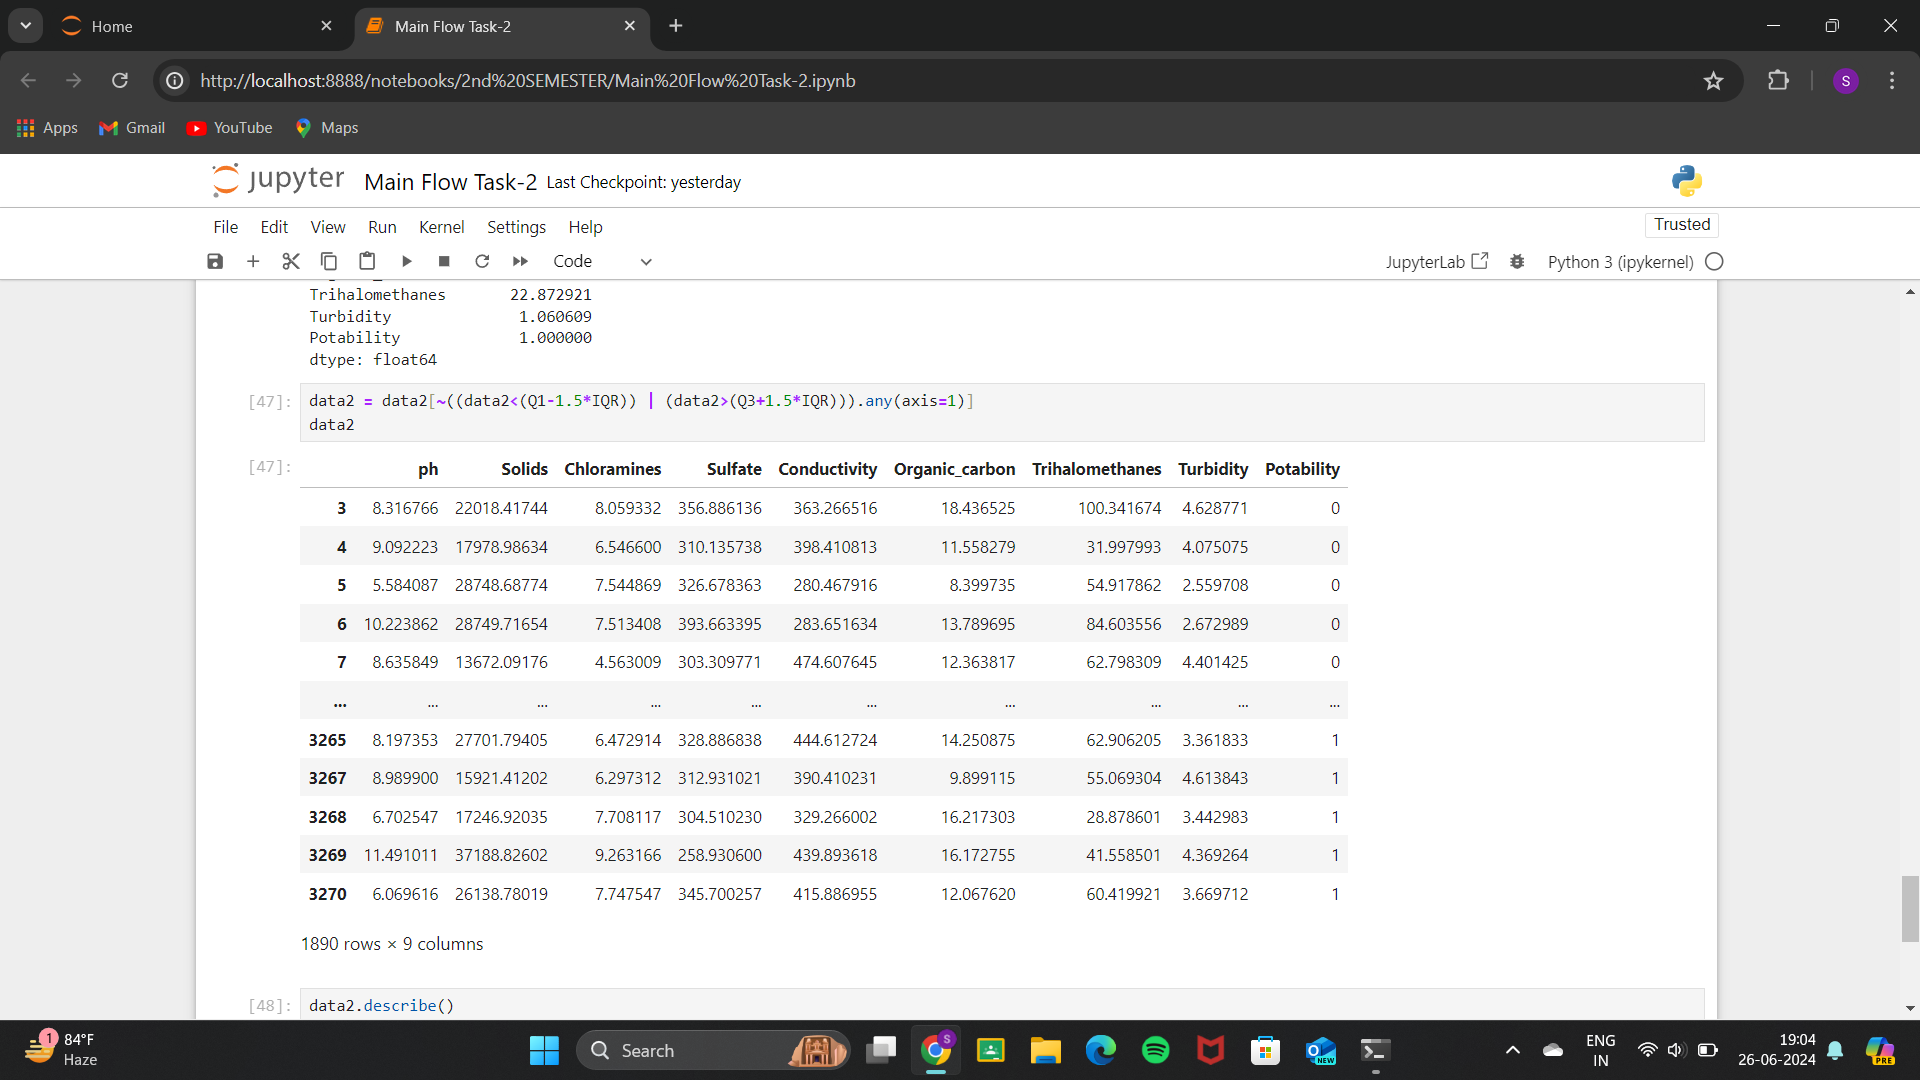 Home
Main Flow Task-2
http://localhost:8888/notebooks/2nd%20SEMESTER/Main%20Flow%20Task-2.ipynb
S
Apps Gmail YouTube Maps
jupyter Main Flow Task-2 Last Checkpoint: yesterday
File Edit View Run Kernel Settings Help
Trusted
Code
JupyterLab Python 3 (ipykernel)
Trihalomethanes 22.872921
Turbidity 1.060609
Potability 1.000000
dtype: float64
[47]: data2 = data2[~((data2<(Q1-1.5*IQR)) | (data2>(Q3+1.5*IQR))).any(axis=1)]
data2
[47]:
ph Solids Chloramines Sulfate Conductivity Organic_carbon Trihalomethanes Turbidity Potability
3 8.316766 22018.41744 8.059332 356.886136 363.266516 18.436525 100.341674 4.628771 0
4 9.092223 17978.98634 6.546600 310.135738 398.410813 11.558279 31.997993 4.075075 0
5 5.584087 28748.68774 7.544869 326.678363 280.467916 8.399735 54.917862 2.559708 0
6 10.223862 28749.71654 7.513408 393.663395 283.651634 13.789695 84.603556 2.672989 0
7 8.635849 13672.09176 4.563009 303.309771 474.607645 12.363817 62.798309 4.401425 0
... ... ... ... ... ... ... ... ... ...
3265 8.197353 27701.79405 6.472914 328.886838 444.612724 14.250875 62.906205 3.361833 1
3267 8.989900 15921.41202 6.297312 312.931021 390.410231 9.899115 55.069304 4.613843 1
3268 6.702547 17246.92035 7.708117 304.510230 329.266002 16.217303 28.878601 3.442983 1
3269 11.491011 37188.82602 9.263166 258.930600 439.893618 16.172755 41.558501 4.369264 1
3270 6.069616 26138.78019 7.747547 345.700257 415.886955 12.067620 60.419921 3.669712 1
1890 rows × 9 columns
[48]: data2.describe()
1
84°F
Haze
Search
S
NEW
ENG
IN
19:04
26-06-2024
PRE